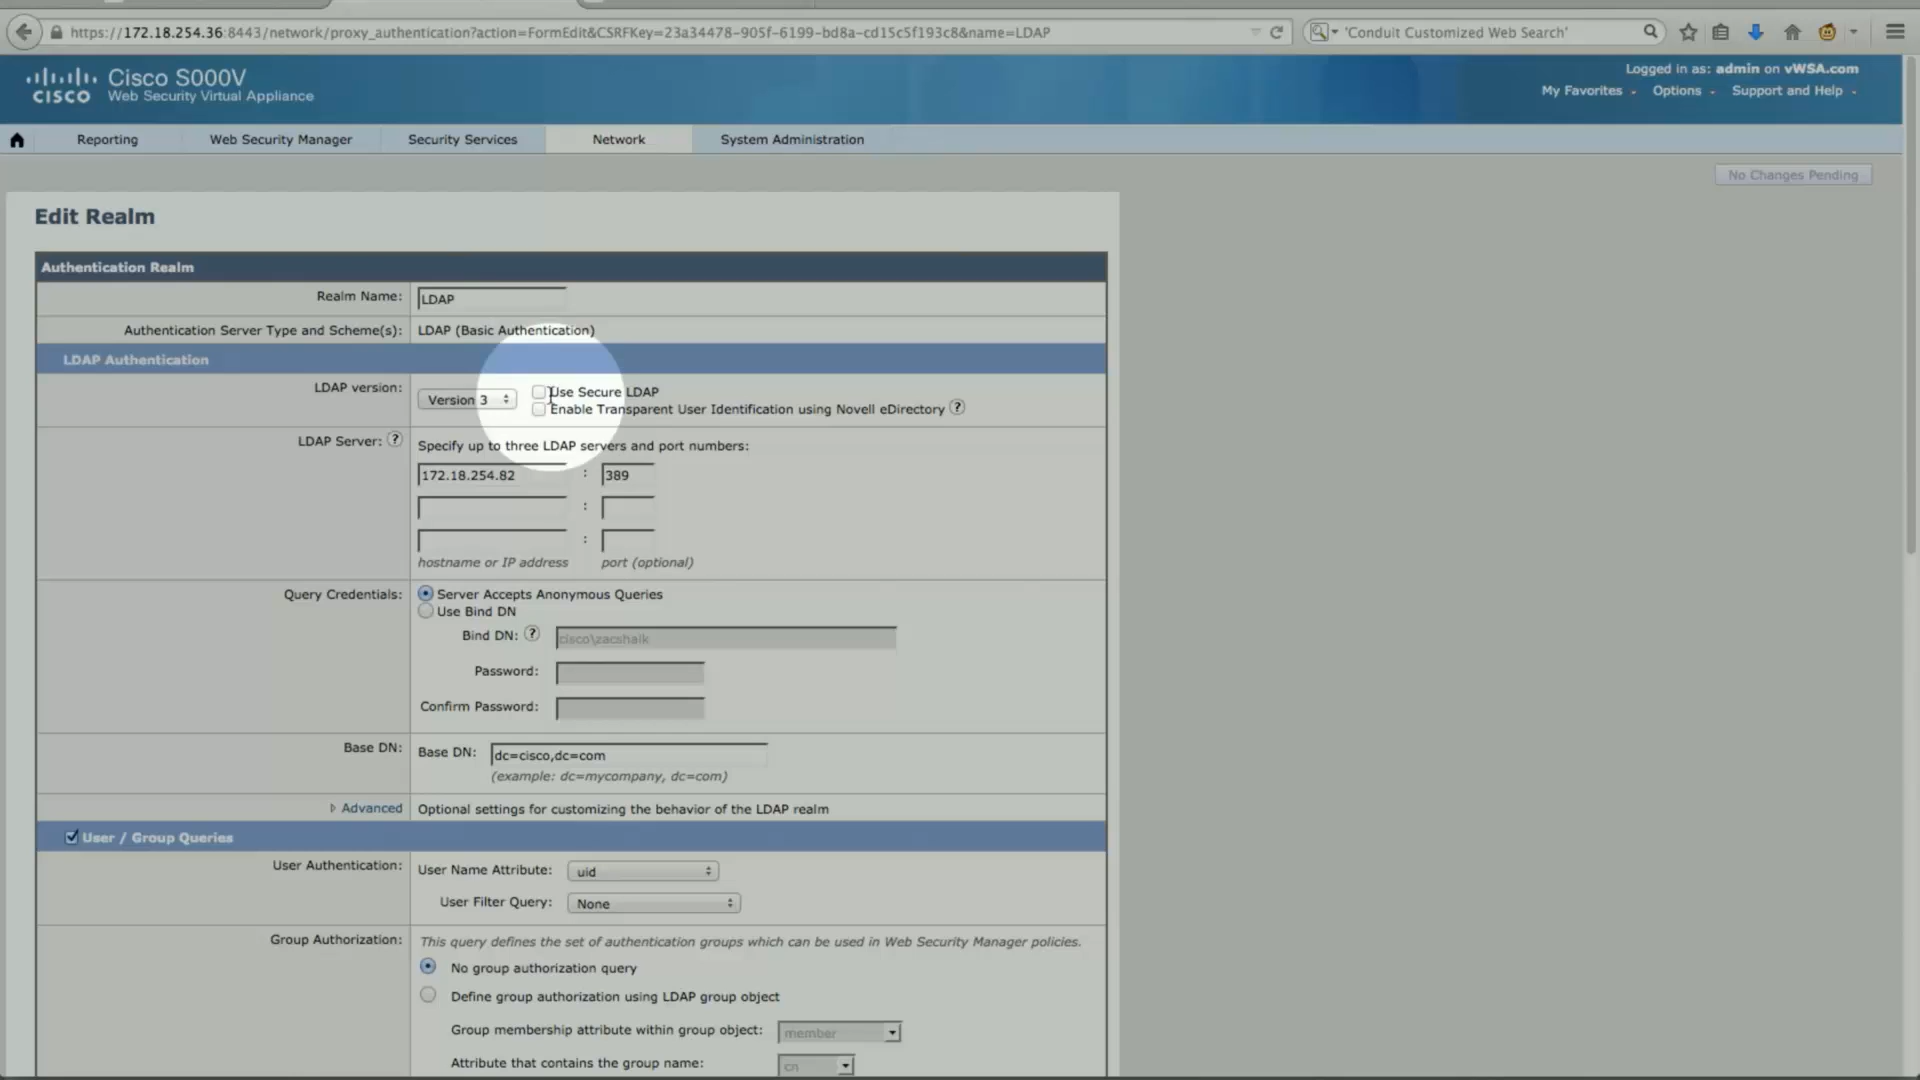 https://172.18.254.36:8443/network/proxy_authentication?action=FormEdit&CSRFKey=23a34478-905f-6199-bd8a-cd15c5f193c8&name=LDAP
'Conduit Customized Web Search'
CISCO
Cisco S000V
Web Security Virtual Appliance
Logged in as: admin on vWSA.com
My Favorites Options Support and Help
Reporting Web Security Manager Security Services Network System Administration
No Changes Pending
Edit Realm
Authentication Realm
Realm Name: LDAP
Authentication Server Type and Scheme(s): LDAP (Basic Authentication)
LDAP Authentication
LDAP version: Version 3 Use Secure LDAP
Enable Transparent User Identification using Novell eDirectory ?
LDAP Server: ? Specify up to three LDAP servers and port numbers:
172.18.254.82 : 389
:
:
hostname or IP address port (optional)
Query Credentials: Server Accepts Anonymous Queries
Use Bind DN
Bind DN: ? cisco\zacshaik
Password:
Confirm Password:
Base DN: Base DN: dc=cisco,dc=com
(example: dc=mycompany, dc=com)
Advanced Optional settings for customizing the behavior of the LDAP realm
User / Group Queries
User Authentication: User Name Attribute: uid
User Filter Query: None
Group Authorization: This query defines the set of authentication groups which can be used in Web Security Manager policies.
No group authorization query
Define group authorization using LDAP group object
Group membership attribute within group object: member
Attribute that contains the group name: cn